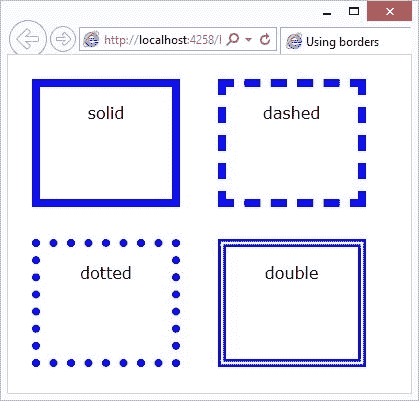 http://localhost:4258/
Using borders
solid
dashed
dotted
double